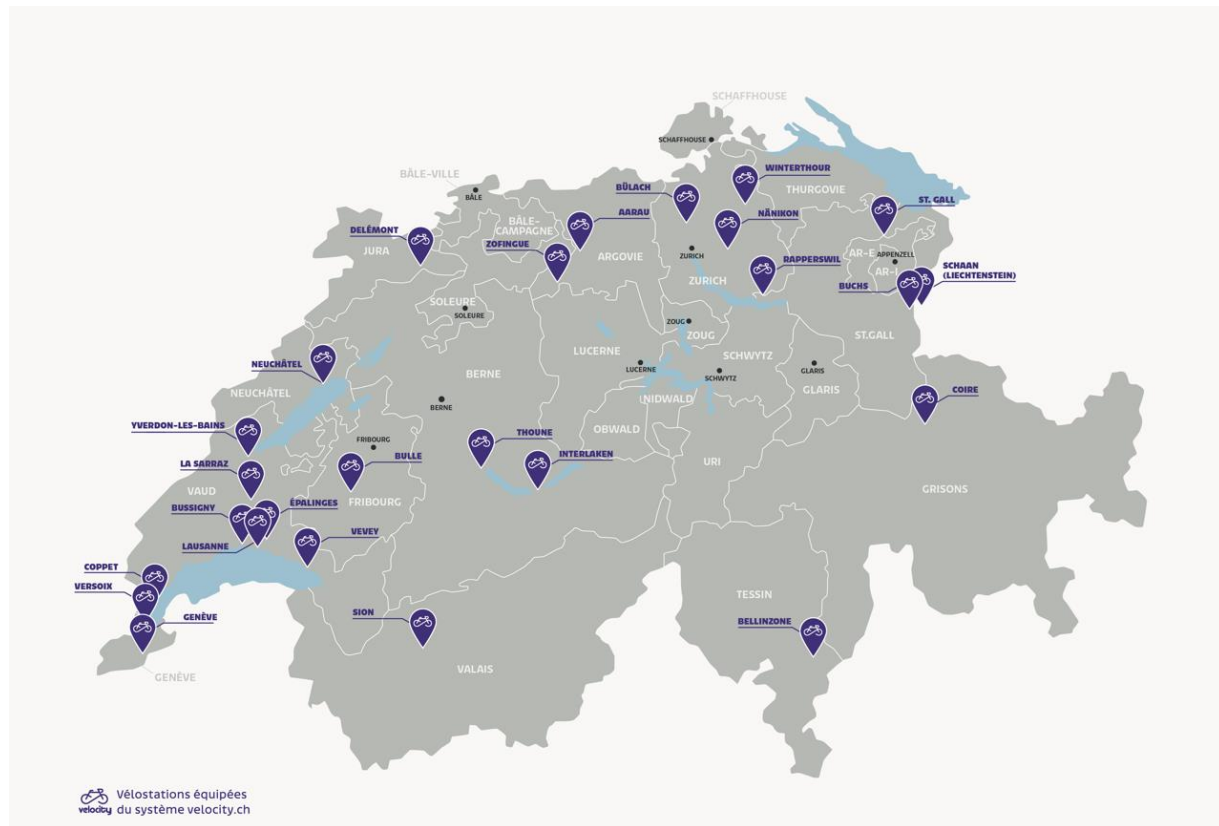 SCHAFFHOUSE
SCHAFFHOUSE
BÂLE-VILLE
BÂLE
WINTERTHOUR
THURGOVIE
BÜLACH
ST. GALL
BÂLE-
CAMPAGNE
AARAU
NÄNIKON
DELÉMONT
JURA
ZOFINGUE
ARGOVIE
ZURICH
ZURICH
RAPPERSWIL
AR-E
APPENZELL
AR-I
SCHAAN
(LIECHTENSTEIN)
BUCHS
SOLEURE
SOLEURE
ZOUG
ZOUG
ST.GALL
LUCERNE
LUCERNE
SCHWYTZ
SCHWYTZ
GLARIS
GLARIS
NEUCHÂTEL
NEUCHÂTEL
BERNE
BERNE
NIDWALD
OBWALD
COIRE
YVERDON-LES-BAINS
FRIBOURG
THOUNE
BULLE
INTERLAKEN
URI
LA SARRAZ
VAUD
FRIBOURG
GRISONS
BUSSIGNY
ÉPALINGES
LAUSANNE
VEVEY
COPPET
VERSOIX
GENÈVE
GENÈVE
SION
VALAIS
TESSIN
BELLINZONE
velocity
Vélostations équipées
du système velocity.ch